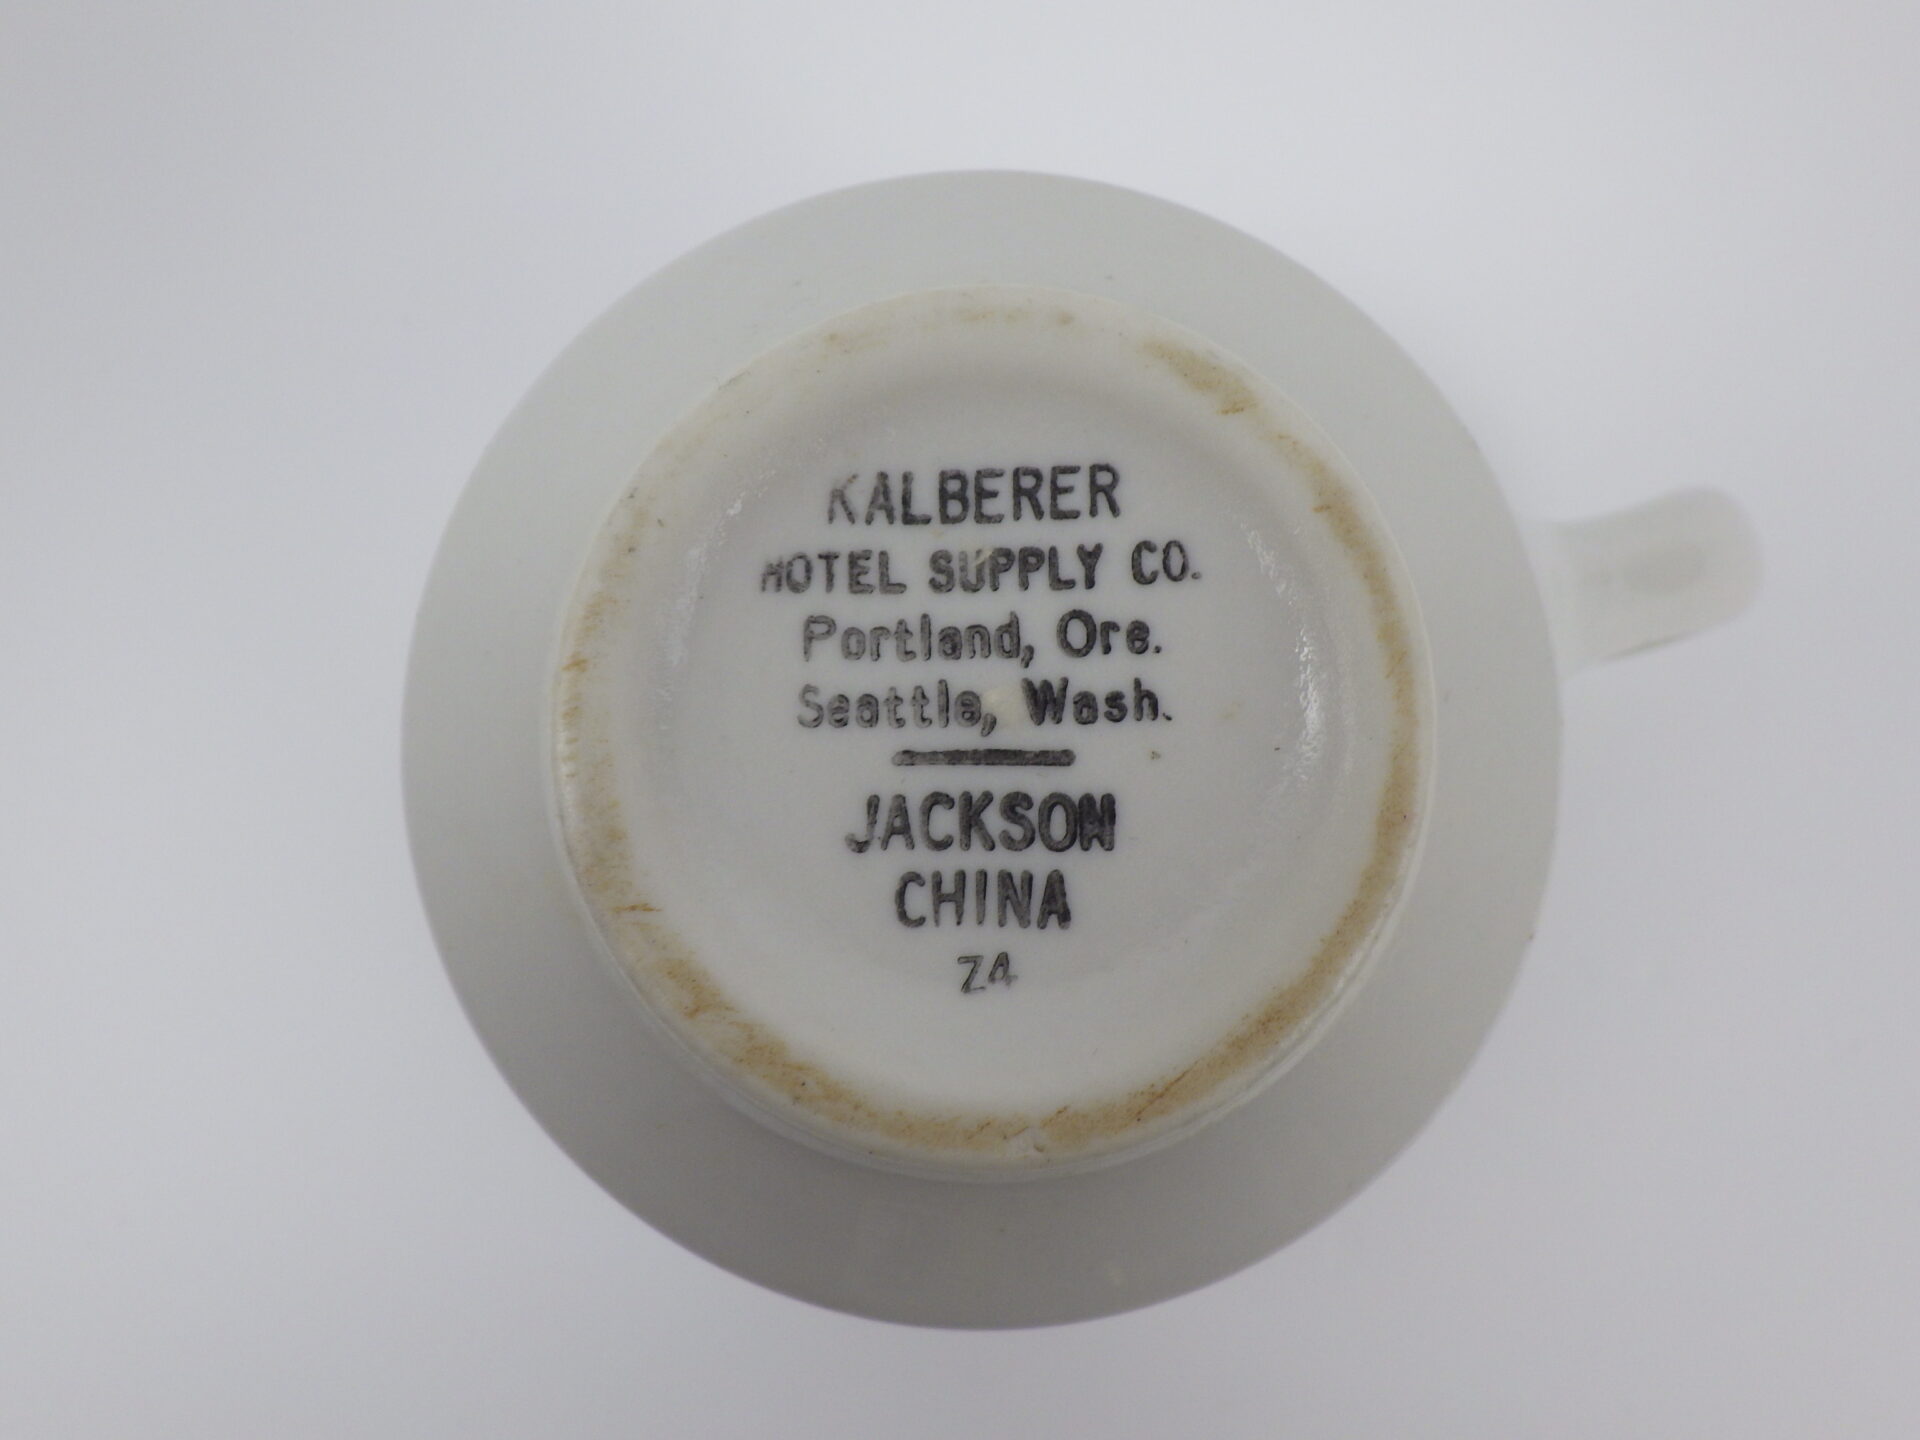 KALBERER
HOTEL SUPPLY CO.
Portland, Ore.
Seattle, Wash.
JACKSON
CHINA
Z4